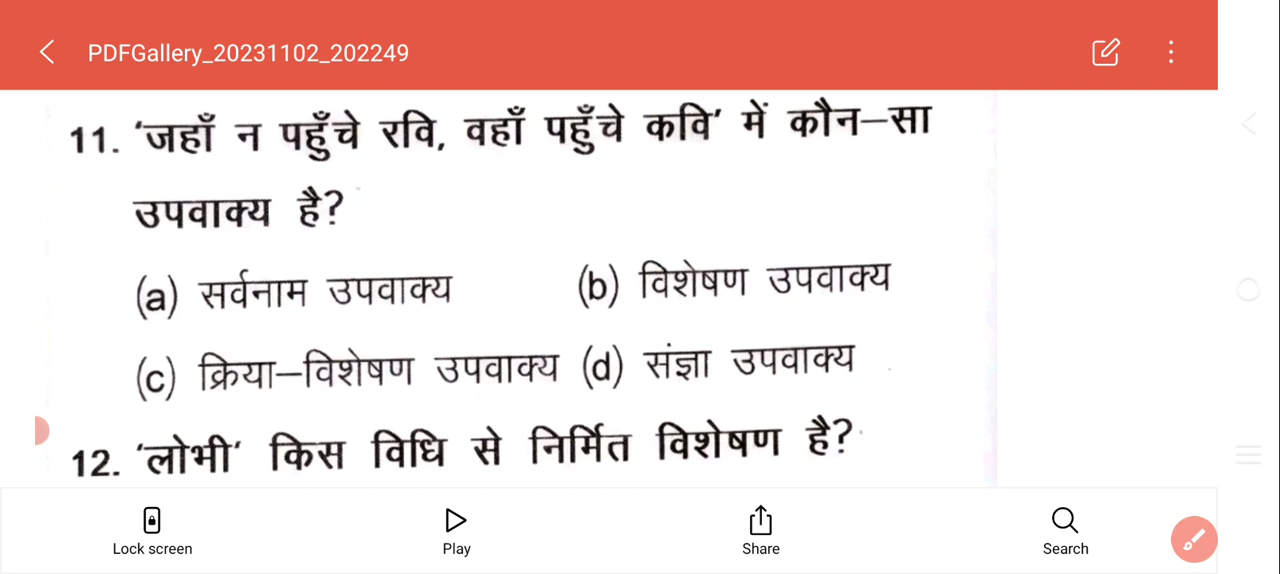 PDFGallery_20231102_202249
11. 'जहाँ न पहुँचे रवि, वहाँ पहुँचे कवि' में कौन–सा
उपवाक्य है?
(a) सर्वनाम उपवाक्य (b) विशेषण उपवाक्य
(c) क्रिया–विशेषण उपवाक्य (d) संज्ञा उपवाक्य
12. 'लोभी' किस विधि से निर्मित विशेषण है?
Lock screen Play Share Search